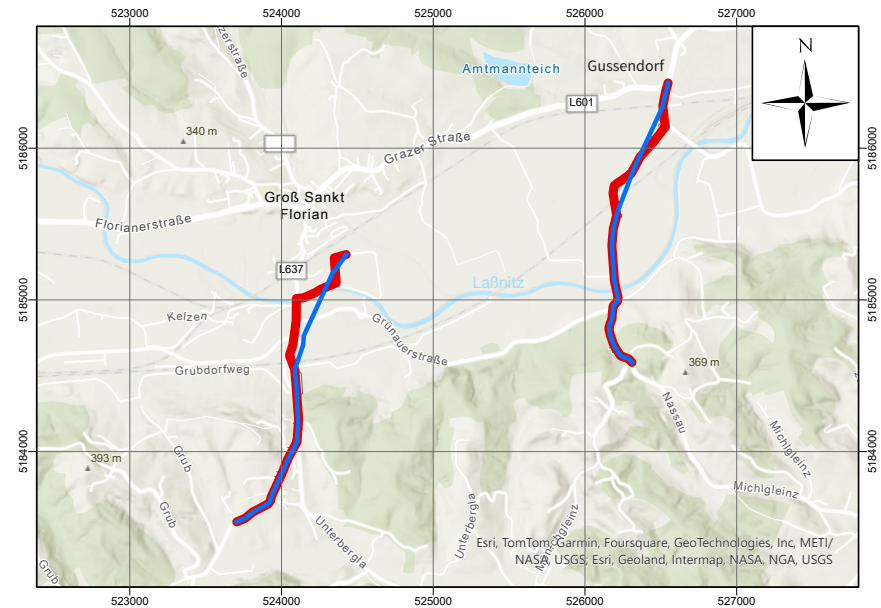 523000 524000 525000 526000 527000
N
zerstraße
Amtmannteich
Gussendorf
L601
340 m
Grazer Straße
5186000 5186000
Groß Sankt
Florian
Florianerstraße
L637
Laßnitz
5185000 5185000
Kelzen
Grünauerstraße
Grubdorfweg
369 m
Nassau
Michlgleinz
5184000 5184000
393 m
Grub
Grub
Michlgleinz
Unterbergla
Unterbergla
Mönichgleinz
Grub
Esri, TomTom, Garmin, Foursquare, GeoTechnologies, Inc, METI/
NASA, USGS; Esri, Geoland, Intermap, NASA, NGA, USGS
523000 524000 525000 526000 527000